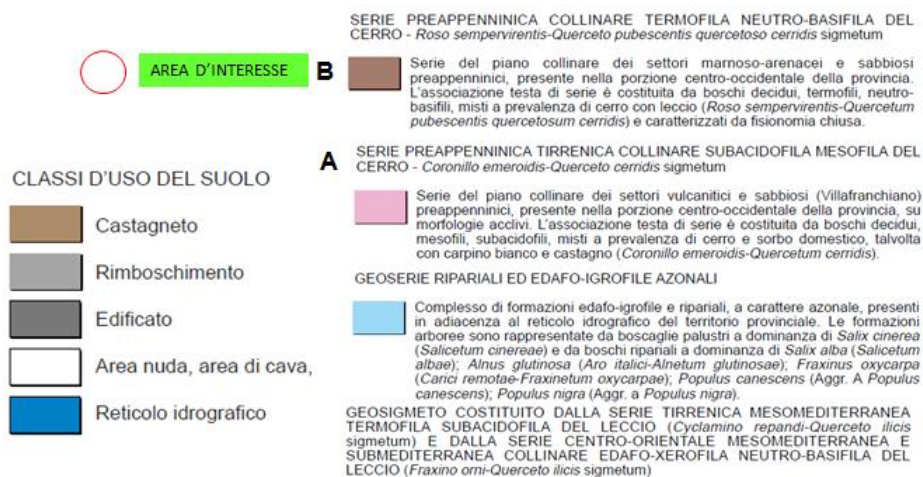 SERIE PREAPPENNINICA COLLINARE TERMOFILA NEUTRO-BASIFILA DEL
CERRO - Roso sempervirentis-Querceto pubescentis quercetoso cerridis sigmetum
AREA D'INTERESSE
B
Serie del piano collinare dei settori marnoso-arenacei e sabbiosi
preappenninici, presente nella porzione centro-occidentale della provincia.
L'associazione testa di serie è costituita da boschi decidui, termofili, neutro-
basifili, misti a prevalenza di cerro con leccio (Roso sempervirentis-Quercetum
pubescentis quercetosum cerridis) e caratterizzati da fisionomia chiusa.
A
SERIE PREAPPENNINICA TIRRENICA COLLINARE SUBACIDOFILA MESOFILA DEL
CERRO - Coronillo emeroidis-Querceto cerridis sigmetum
Serie del piano collinare dei settori vulcanitici e sabbiosi (Villafranchiano)
preappenninici, presente nella porzione centro-occidentale della provincia, su
morfologie acclivi. L'associazione testa di serie è costituita da boschi decidui,
mesofili, subacidofili, misti a prevalenza di cerro e sorbo domestico, talvolta
con carpino bianco e castagno (Coronillo emeroidis-Quercetum cerridis).
GEOSERIE RIPARIALI ED EDAFO-IGROFILE AZONALI
Complesso di formazioni edafo-igrofile e ripariali, a carattere azonale, presenti
in adiacenza al reticolo idrografico del territorio provinciale. Le formazioni
arboree sono rappresentate da boscaglie palustri a dominanza di Salix cinerea
(Salicetum cinereae) e da boschi ripariali a dominanza di Salix alba (Salicetum
albae); Alnus glutinosa (Aro italici-Alnetum glutinosae); Fraxinus oxycarpa
(Carici remotae-Fraxinetum oxycarpae); Populus canescens (Aggr. A Populus
canescens); Populus nigra (Aggr. a Populus nigra).
GEOSIGMETO COSTITUITO DALLA SERIE TIRRENICA MESOMEDITERRANEA
TERMOFILA SUBACIDOFILA DEL LECCIO (Cyclamino repandi-Querceto ilicis
sigmetum) E DALLA SERIE CENTRO-ORIENTALE MESOMEDITERRANEA E
SUBMEDITERRANEA COLLINARE EDAFO-XEROFILA NEUTRO-BASIFILA DEL
LECCIO (Fraxino orni-Querceto ilicis sigmetum)
CLASSI D'USO DEL SUOLO
Castagneto
Rimboschimento
Edificato
Area nuda, area di cava,
Reticolo idrografico